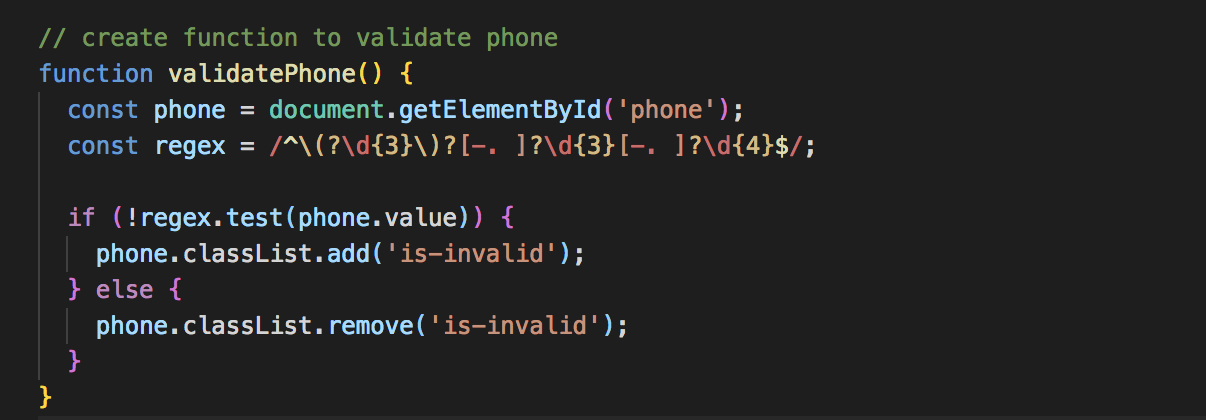 // create function to validate phone
function validatePhone() {
  const phone = document.getElementById('phone');
  const regex = /^\(?\d{3}\)?[-. ]?\d{3}[-. ]?\d{4}$/;

  if (!regex.test(phone.value)) {
    phone.classList.add('is-invalid');
  } else {
    phone.classList.remove('is-invalid');
  }
}